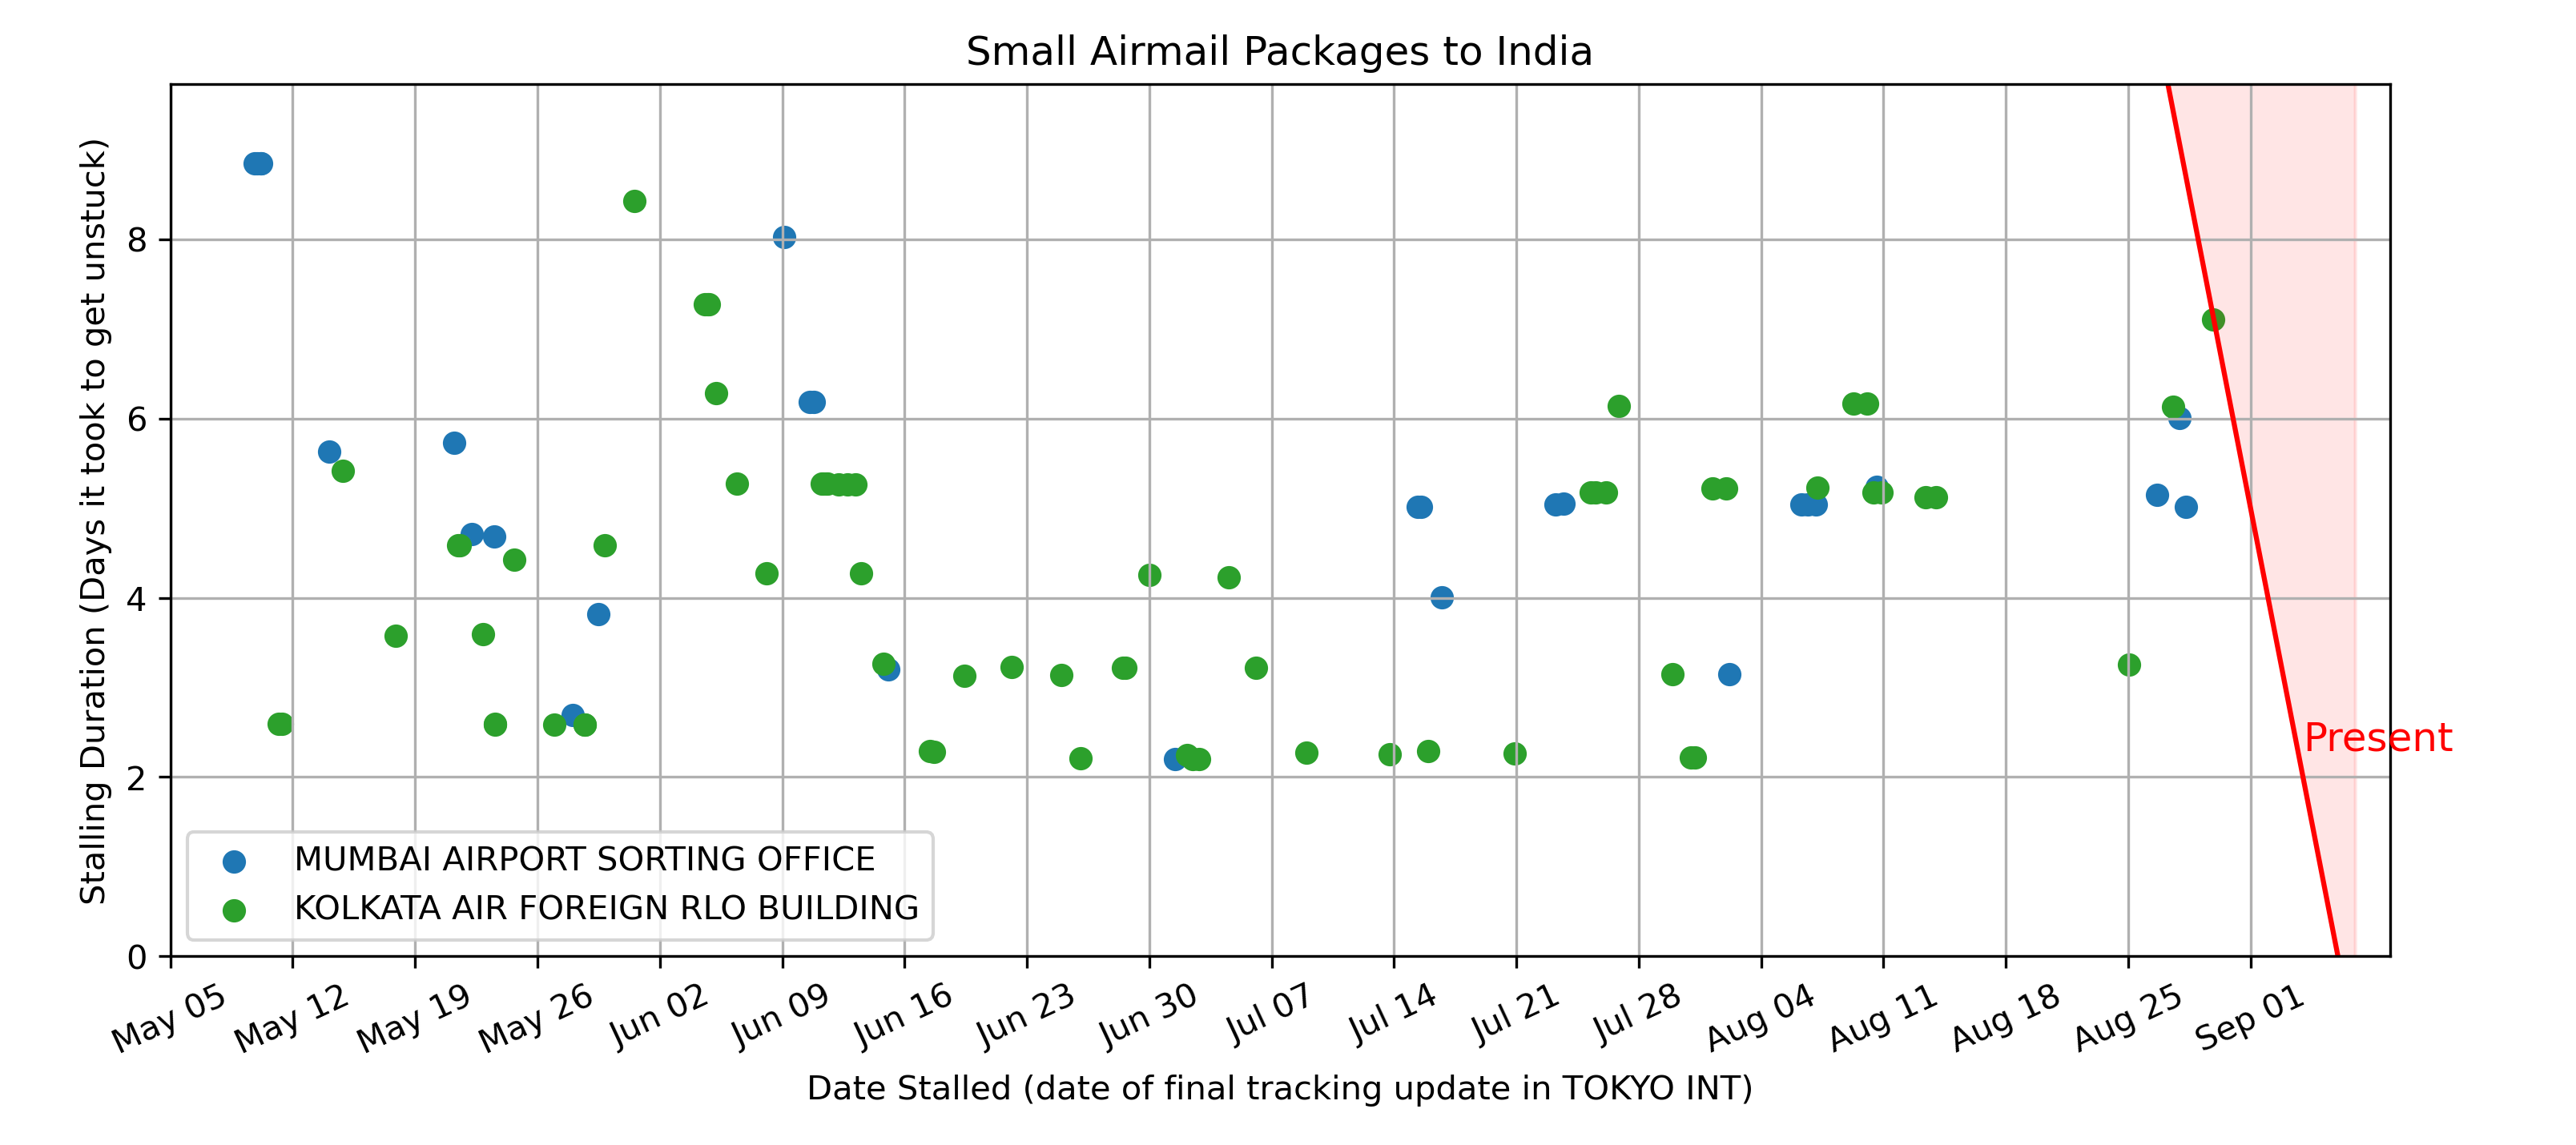 Small Airmail Packages to India
Stalling Duration (Days it took to get unstuck)
8
6
4
2
0
Present
MUMBAI AIRPORT SORTING OFFICE
KOLKATA AIR FOREIGN RLO BUILDING
May 05
May 12
May 19
May 26
Jun 02
Jun 09
Jun 16
Jun 23
Jun 30
Jul 07
Jul 14
Jul 21
Jul 28
Aug 04
Aug 11
Aug 18
Aug 25
Sep 01
Date Stalled (date of final tracking update in TOKYO INT)